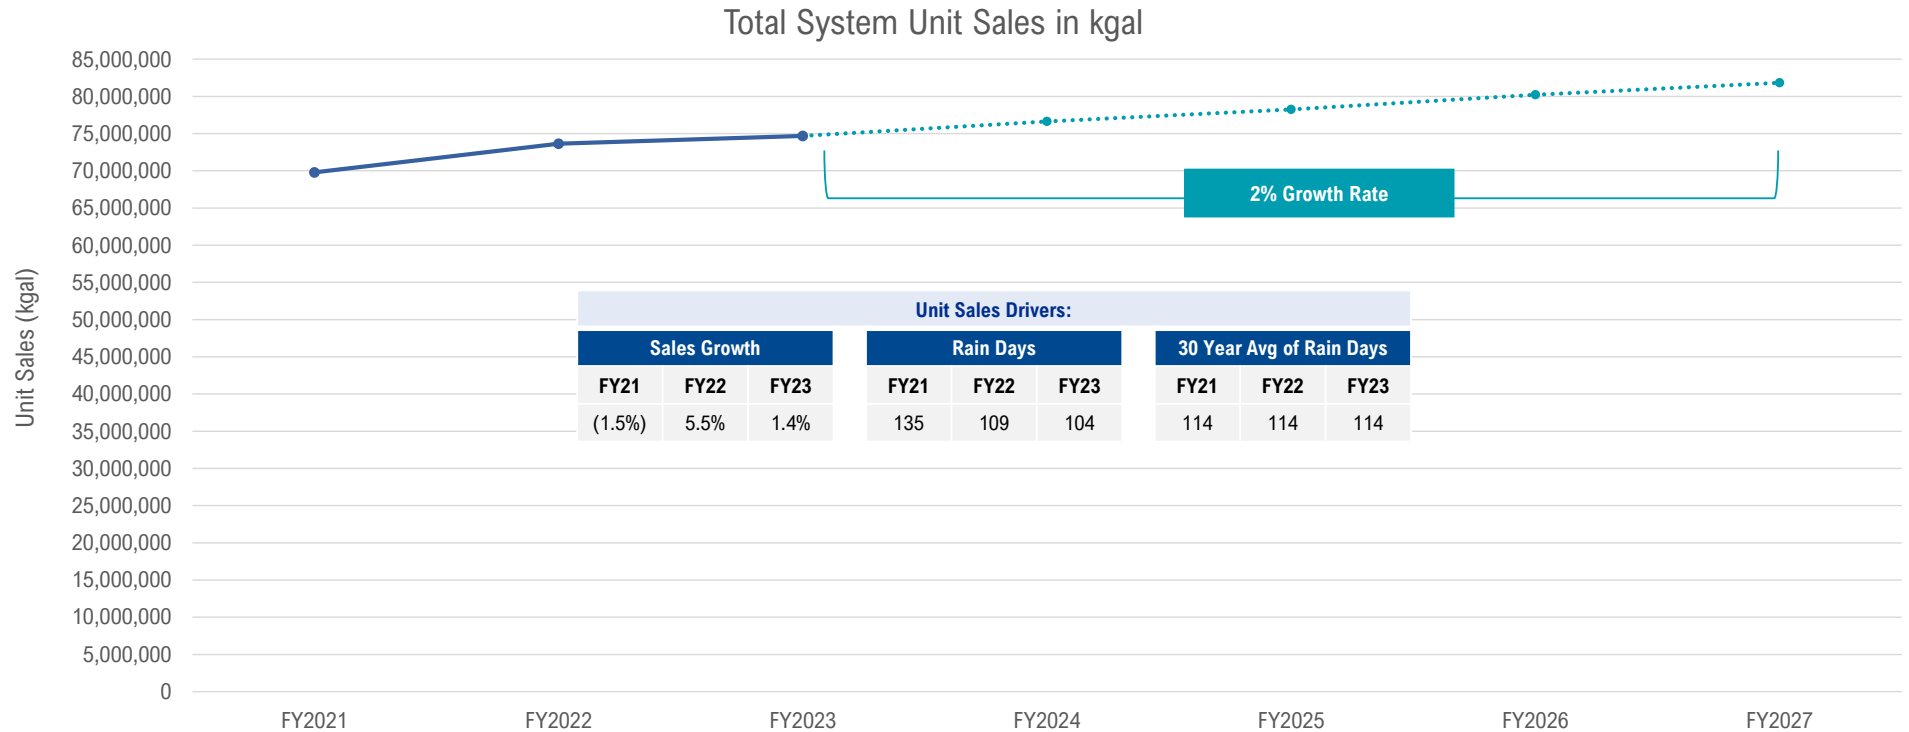 Total System Unit Sales in kgal
Unit Sales (kgal)
85,000,000
80,000,000
75,000,000
70,000,000
65,000,000
60,000,000
55,000,000
50,000,000
45,000,000
40,000,000
35,000,000
30,000,000
25,000,000
20,000,000
15,000,000
10,000,000
5,000,000
0
2% Growth Rate
Unit Sales Drivers:
Sales Growth Rain Days 30 Year Avg of Rain Days
FY21 FY22 FY23 FY21 FY22 FY23 FY21 FY22 FY23
(1.5%) 5.5% 1.4% 135 109 104 114 114 114
FY2021 FY2022 FY2023 FY2024 FY2025 FY2026 FY2027